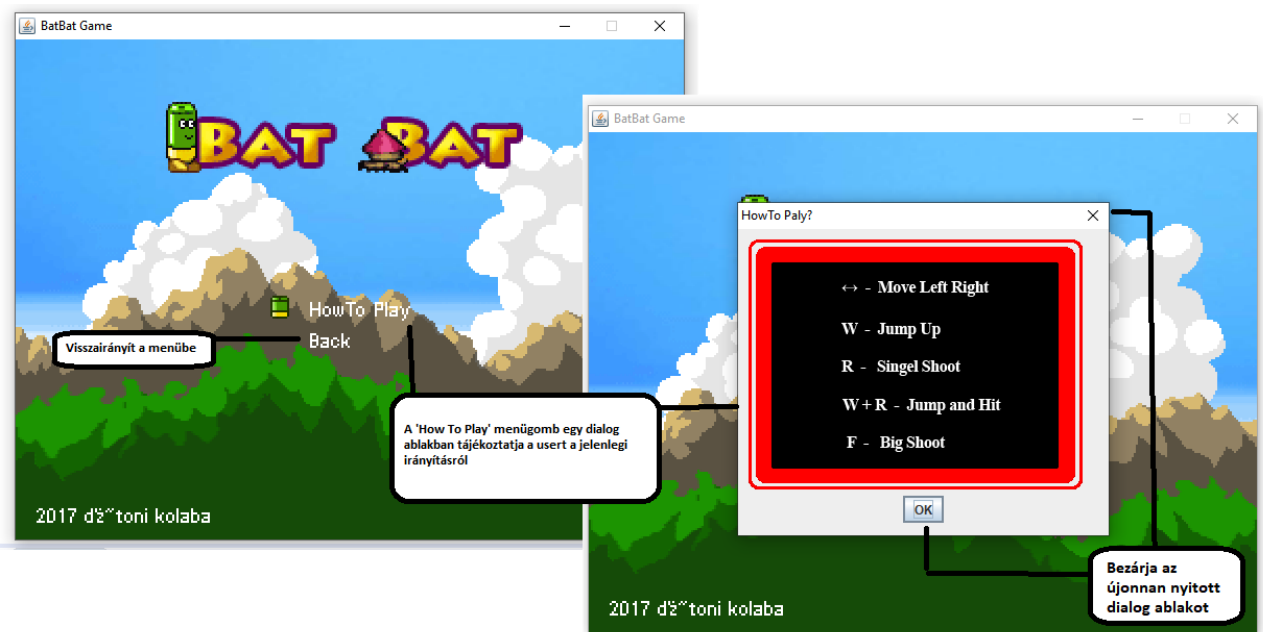 BatBat Game
BAT BAT
HowTo Play
Back
Visszairányít a menübe
A 'How To Play' menügomb egy dialog
ablakban tájékoztatja a usert a jelenlegi
irányításról
2017 dz̋˝toni kolaba
BatBat Game
HowTo Paly?
↔ - Move Left Right
W - Jump Up
R - Singel Shoot
W + R - Jump and Hit
F - Big Shoot
OK
Bezárja az
újonnan nyitott
dialog ablakot
2017 dz̋˝toni kolaba